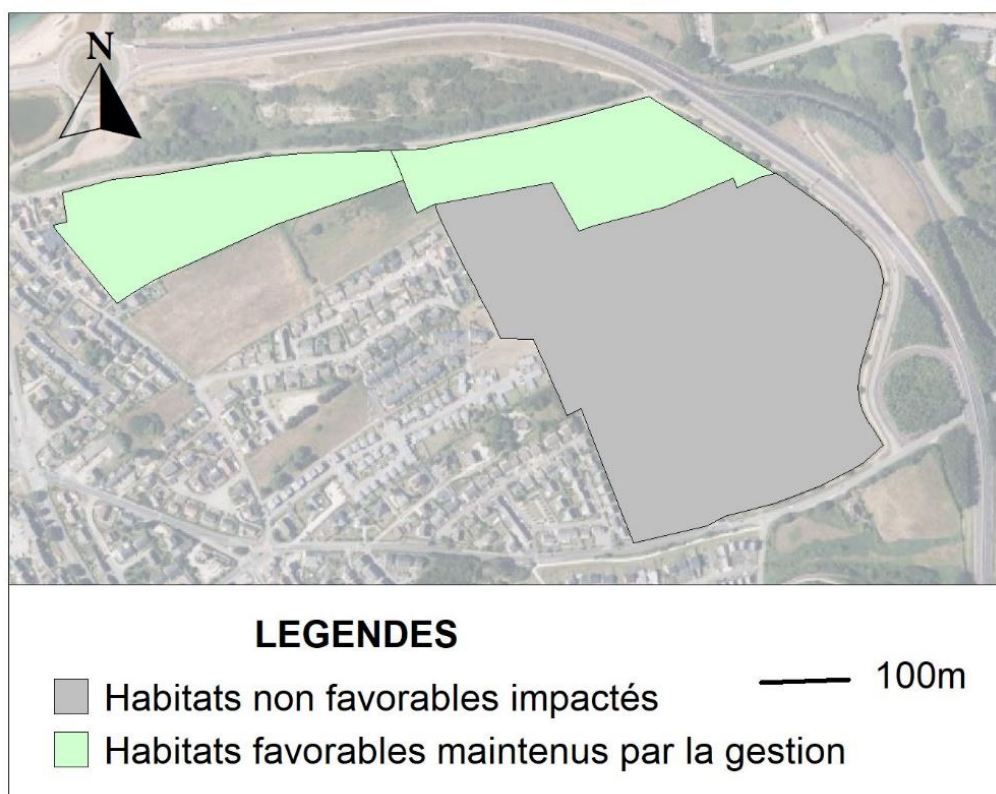 N
LEGENDES
100m
Habitats non favorables impactés
Habitats favorables maintenus par la gestion